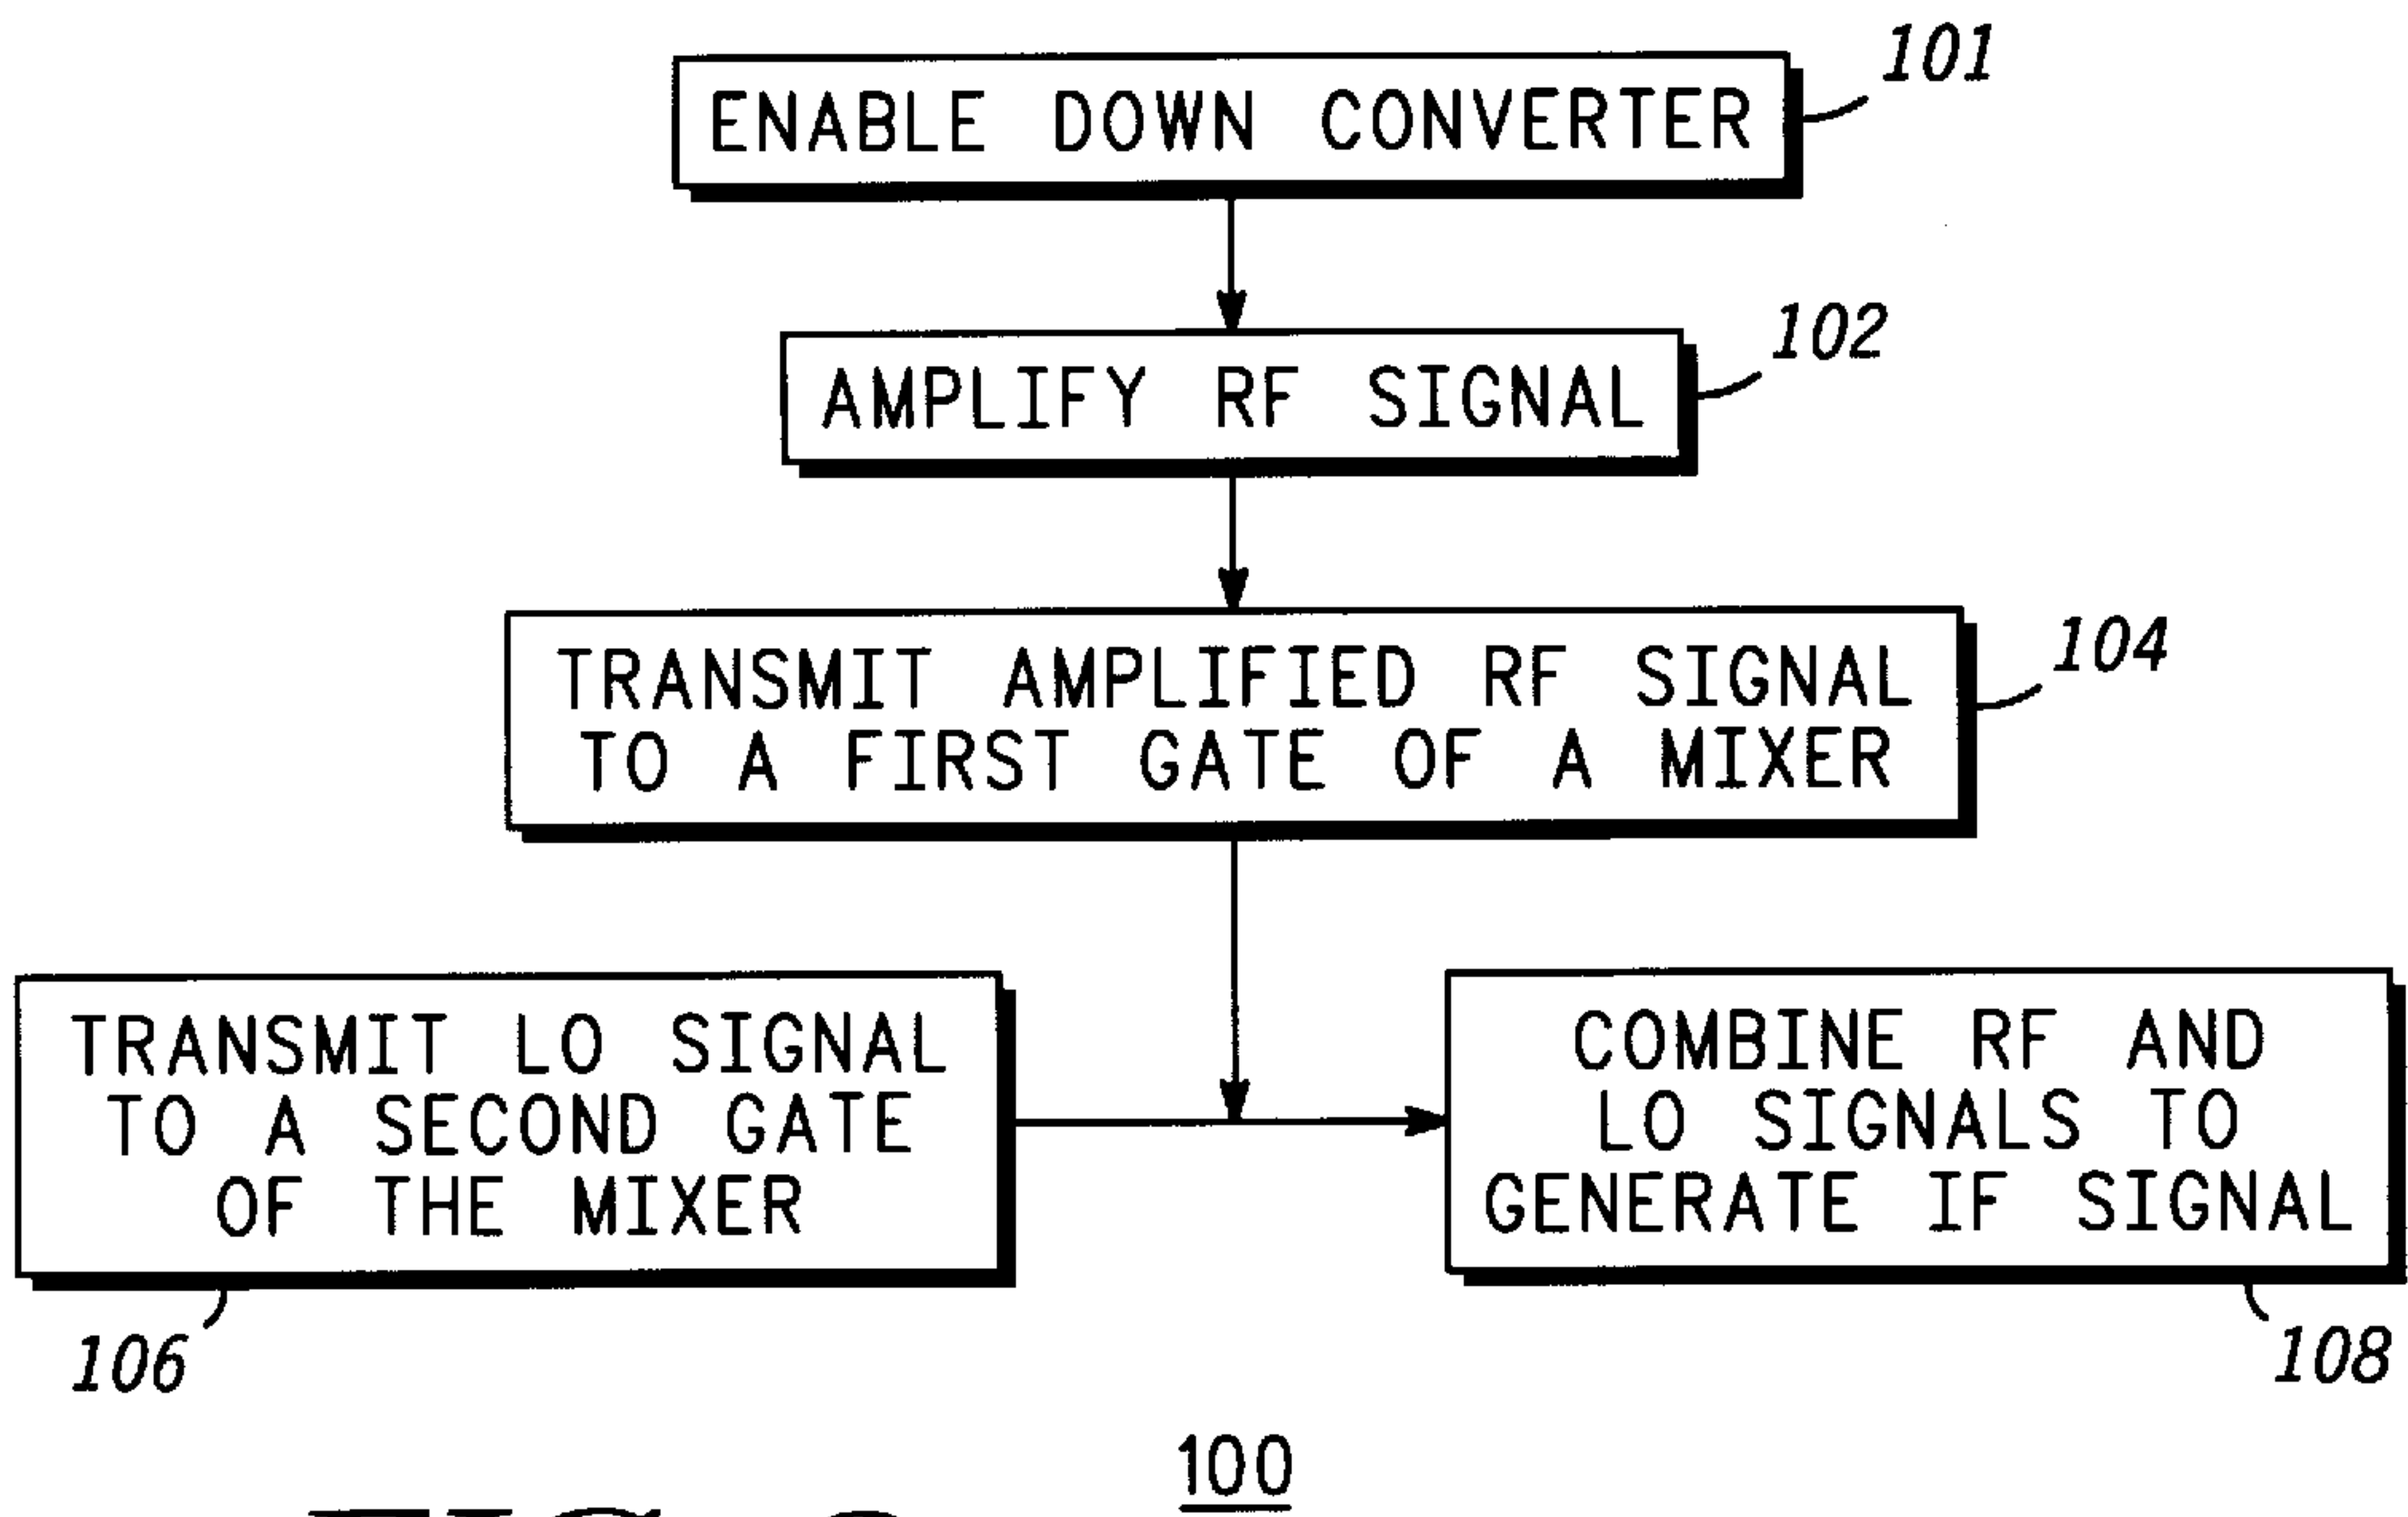 101
ENABLE DOWN CONVERTER
102
AMPLIFY RF SIGNAL
104
TRANSMIT AMPLIFIED RF SIGNAL
TO A FIRST GATE OF A MIXER
TRANSMIT LO SIGNAL
TO A SECOND GATE
OF THE MIXER
COMBINE RF AND
LO SIGNALS TO
GENERATE IF SIGNAL
106
108
100